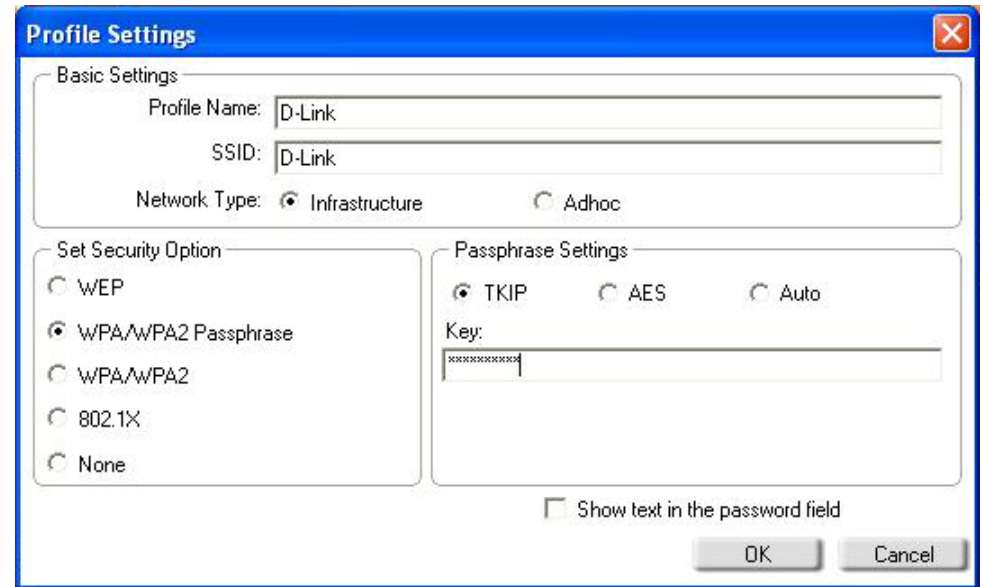 Profile Settings
Basic Settings
Profile Name: D-Link
SSID: D-Link
Network Type: Infrastructure Adhoc
Set Security Option
WEP
WPA/WPA2 Passphrase
WPA/WPA2
802.1X
None
Passphrase Settings
TKIP AES Auto
Key:
××××××××××
Show text in the password field
OK Cancel